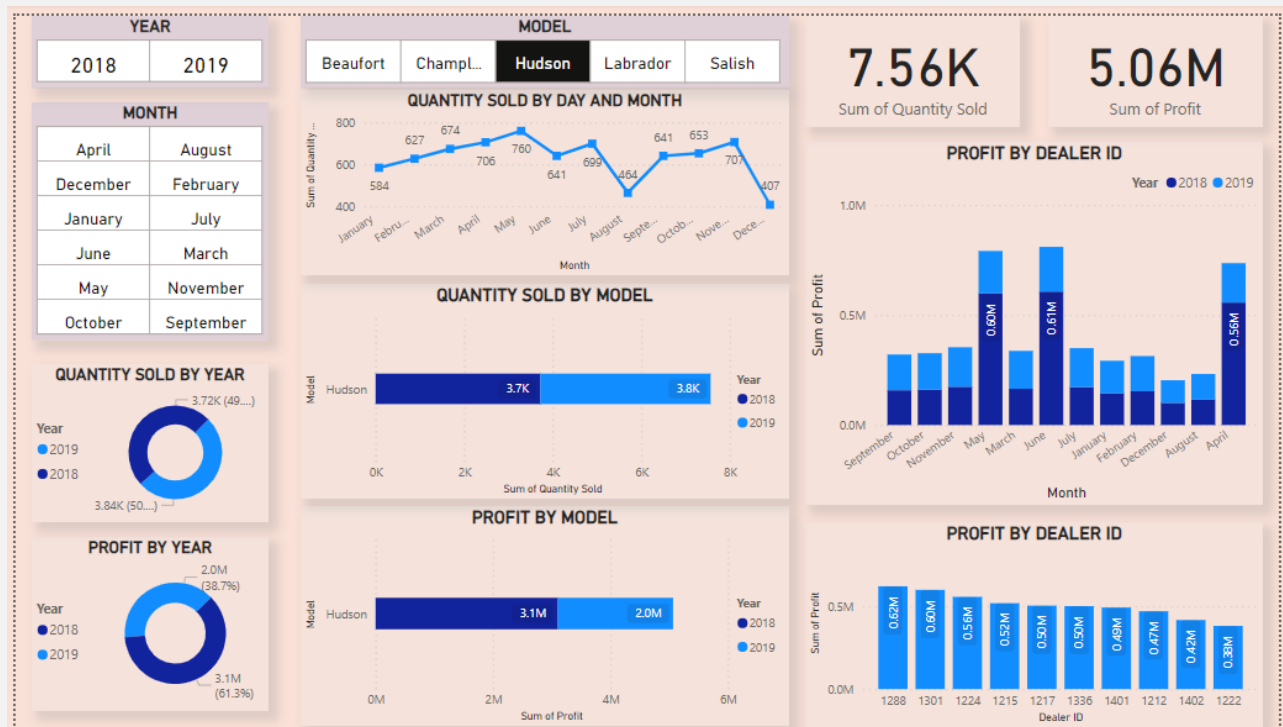 YEAR
2018 2019
MONTH
April August
December February
January July
June March
May November
October September
QUANTITY SOLD BY YEAR
3.72K (49....)
Year
2019
2018
3.84K (50....)
PROFIT BY YEAR
2.0M
(38.7%)
Year
2018
2019
3.1M
(61.3%)
MODEL
Beaufort Champl... Hudson Labrador Salish
QUANTITY SOLD BY DAY AND MONTH
Sum of Quantity ...
800
600
400
584 627 674 706 760 641 699 464 641 653 707 407
January Febru... March April May June July August Septe... Octob... Nove... Dece...
Month
QUANTITY SOLD BY MODEL
Model
Hudson
3.7K 3.8K
Year
2018
2019
0K 2K 4K 6K 8K
Sum of Quantity Sold
PROFIT BY MODEL
Model
Hudson
3.1M 2.0M
Year
2018
2019
0M 2M 4M 6M
Sum of Profit
7.56K
Sum of Quantity Sold
5.06M
Sum of Profit
PROFIT BY DEALER ID
Year 2018 2019
Sum of Profit
1.0M
0.5M
0.0M
0.60M 0.61M 0.56M
September October November May March June July January February December August April
Month
PROFIT BY DEALER ID
Sum of Profit
0.5M
0.0M
0.62M 0.60M 0.56M 0.52M 0.50M 0.50M 0.49M 0.47M 0.42M 0.38M
1288 1301 1224 1215 1217 1336 1401 1212 1402 1222
Dealer ID